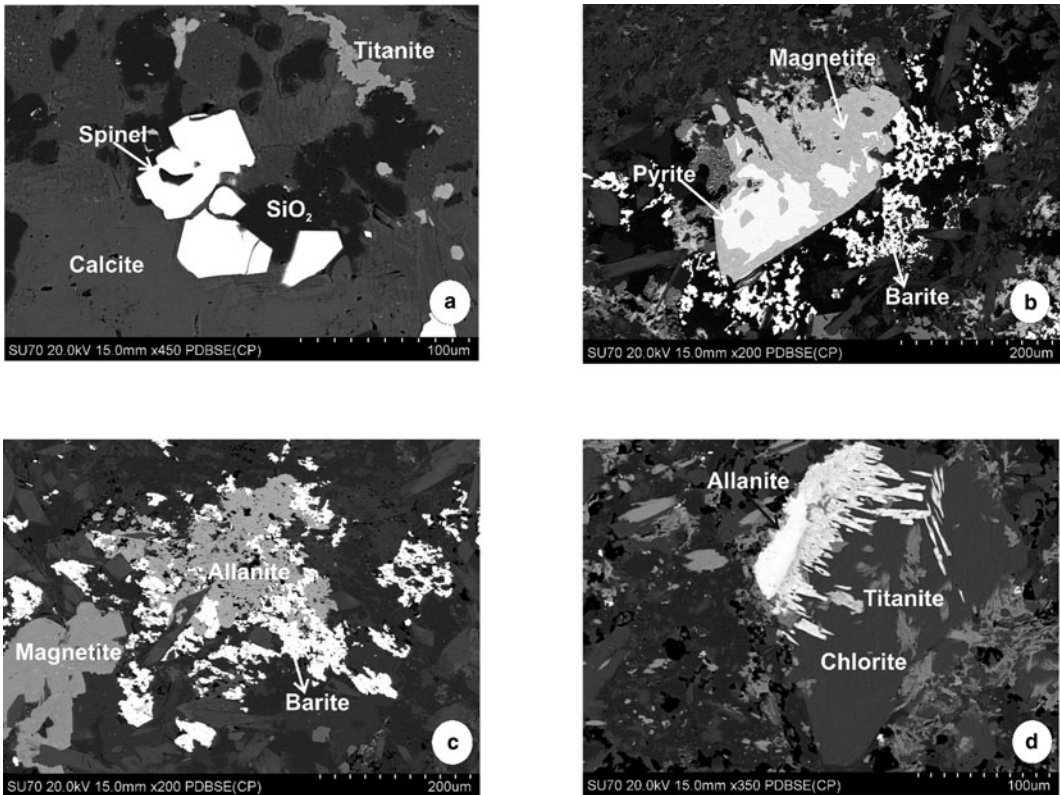 Titanite
Spinel
SiO₂
Calcite
a
SU70 20.0kV 15.0mm x450 PDBSE(CP)
100um
Magnetite
Pyrite
Barite
b
SU70 20.0kV 15.0mm x200 PDBSE(CP)
200um
Allanite
Magnetite
Barite
c
SU70 20.0kV 15.0mm x200 PDBSE(CP)
200um
Allanite
Titanite
Chlorite
d
SU70 20.0kV 15.0mm x350 PDBSE(CP)
100um